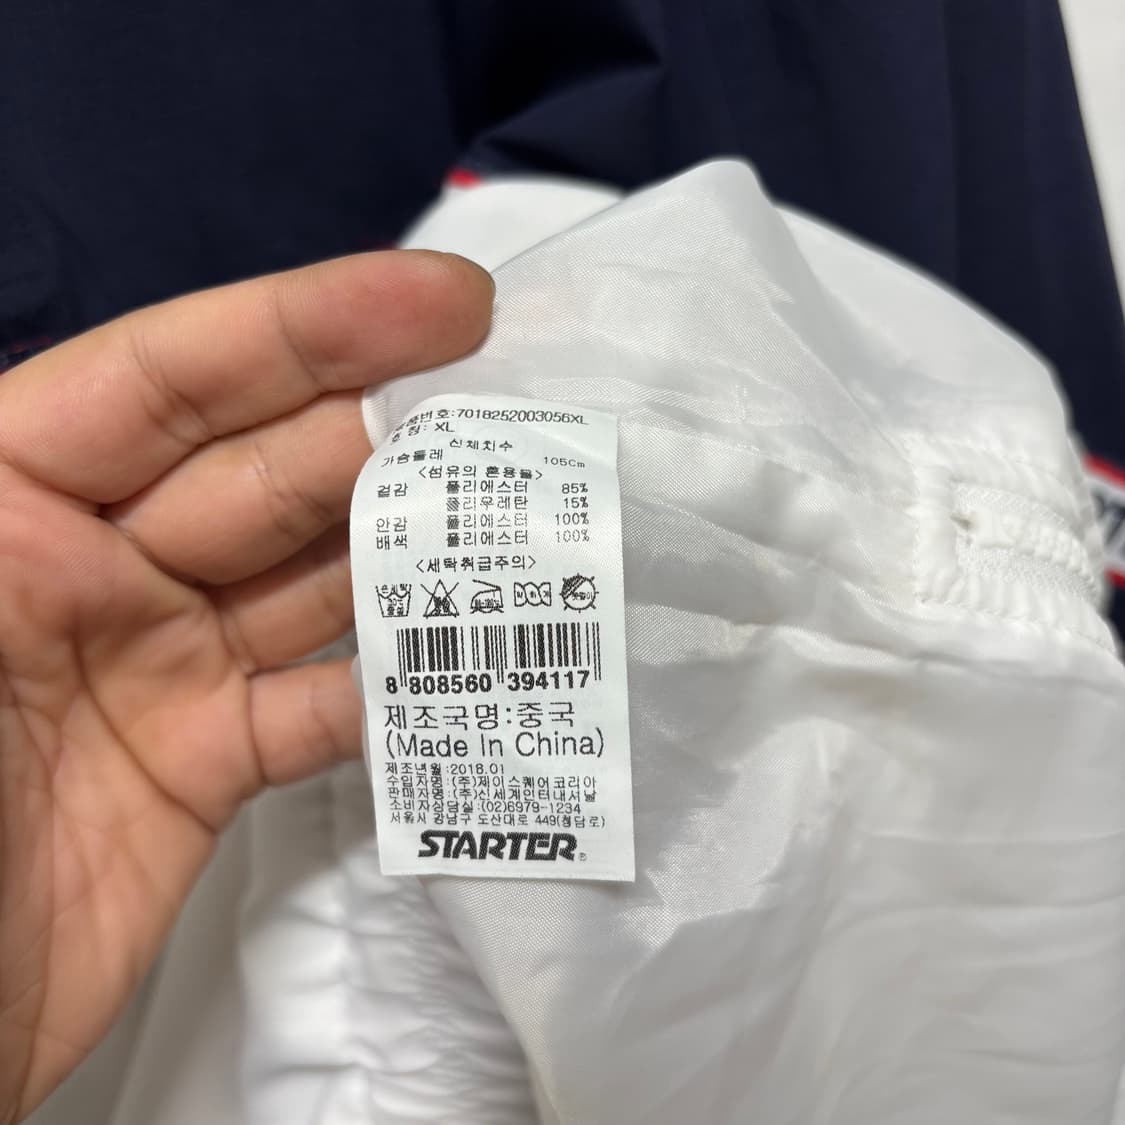 품번호:7018252003056XL
호 칭: XL
신체치수
가슴둘레 105Cm
<섬유의 혼용율>
겉감 폴리에스터 85%
폴리우레탄 15%
안감 폴리에스터 100%
배색 폴리에스터 100%
<세탁취급주의>
8 808560 394117
제조국명:중국
(Made In China)
제조년월:2018.01
수입자명:(주)제이스퀘어코리아
판매자명:(주)신세계인터내셔날
소비자상담실:(02)6979-1234
서울시 강남구 도산대로 449(청담로)
STARTER®